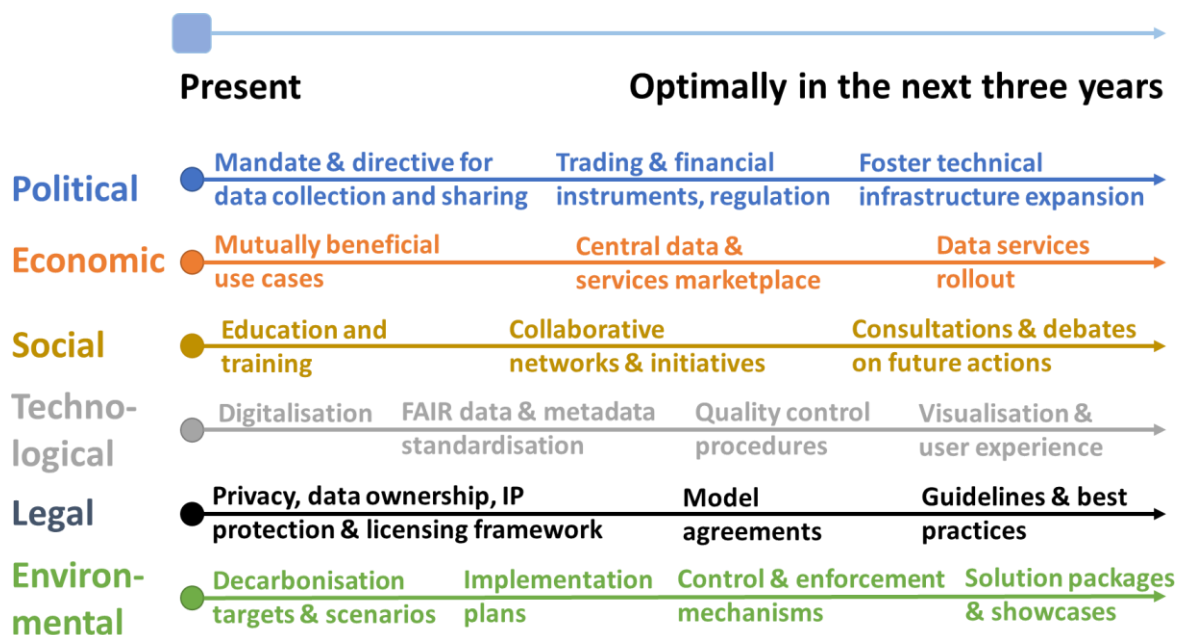 Present
Optimally in the next three years
Political
Mandate & directive for
data collection and sharing
Trading & financial
instruments, regulation
Foster technical
infrastructure expansion
Economic
Mutually beneficial
use cases
Central data &
services marketplace
Data services
rollout
Social
Education and
training
Collaborative
networks & initiatives
Consultations & debates
on future actions
Techno-
logical
Digitalisation
FAIR data & metadata
standardisation
Quality control
procedures
Visualisation &
user experience
Legal
Privacy, data ownership, IP
protection & licensing framework
Model
agreements
Guidelines & best
practices
Environ-
mental
Decarbonisation
targets & scenarios
Implementation
plans
Control & enforcement
mechanisms
Solution packages
& showcases